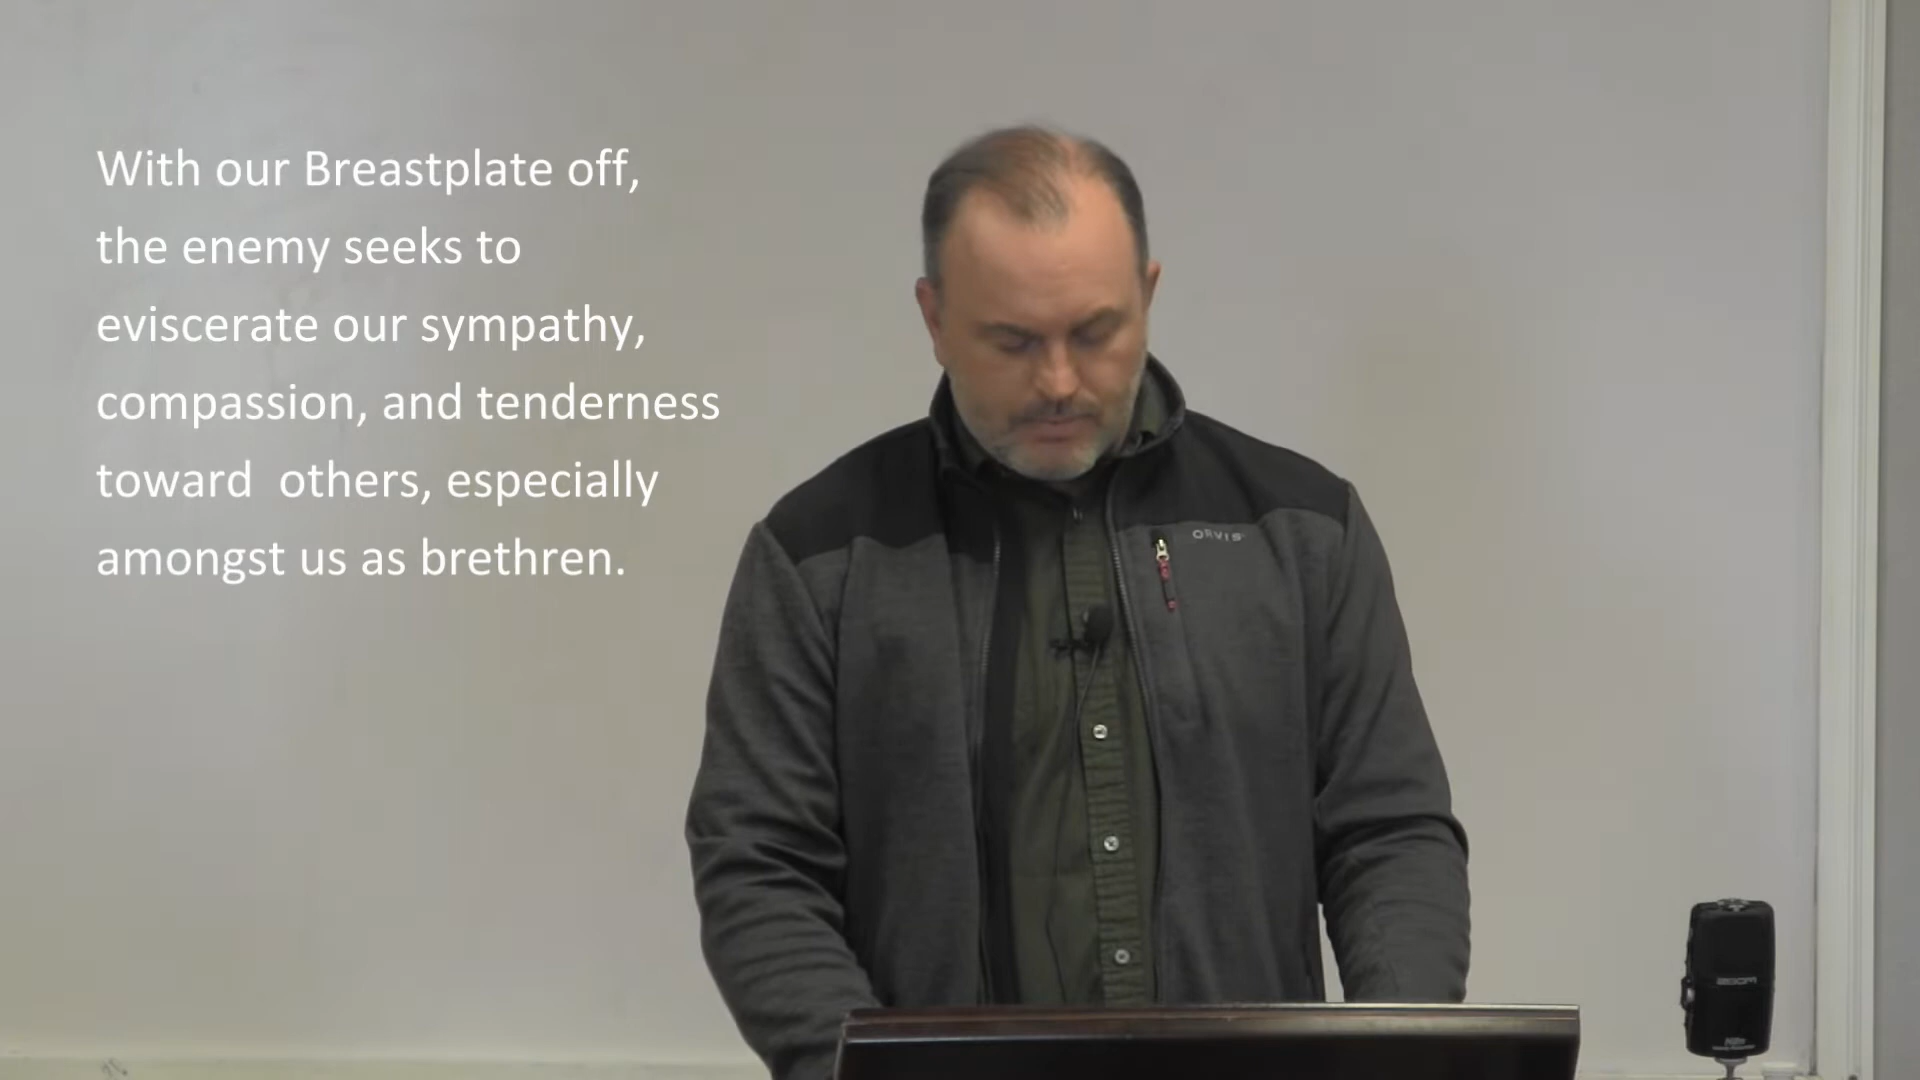 With our Breastplate off,
the enemy seeks to
eviscerate our sympathy,
compassion, and tenderness
toward  others, especially
amongst us as brethren.
ORVIS
zoom